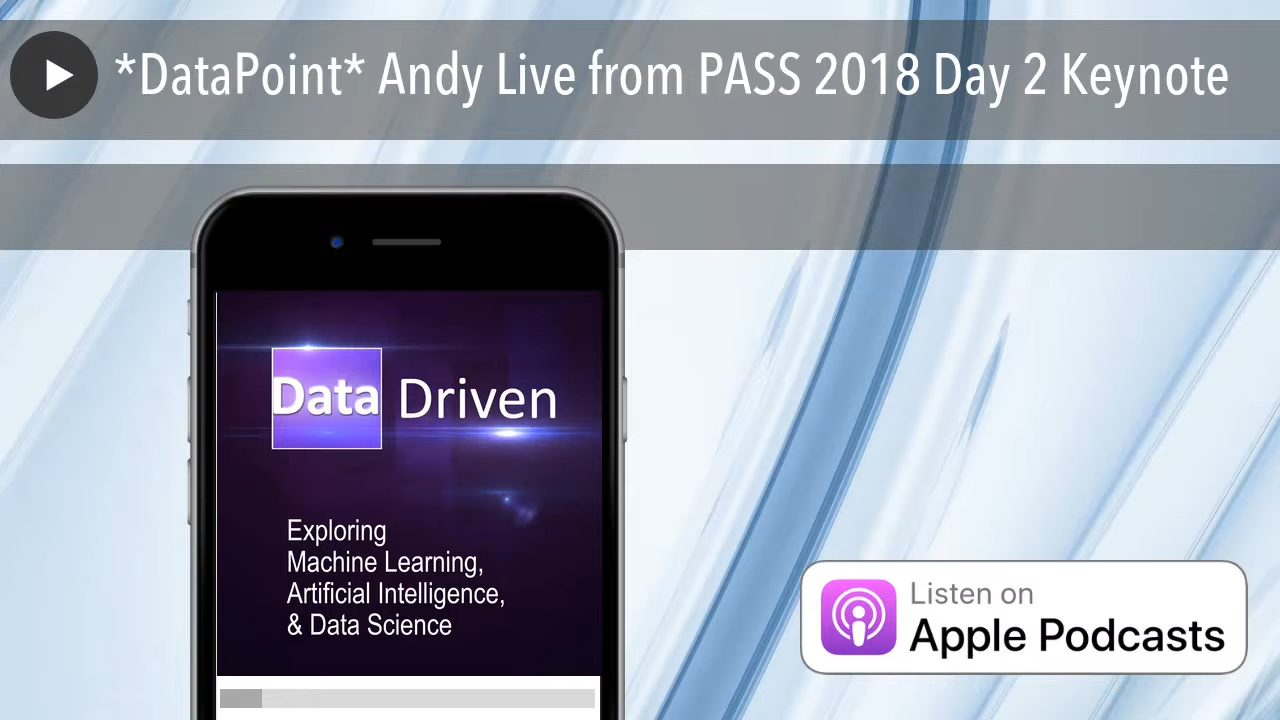 *DataPoint* Andy Live from PASS 2018 Day 2 Keynote
Data Driven
Exploring
Machine Learning,
Artificial Intelligence,
& Data Science
Listen on
Apple Podcasts